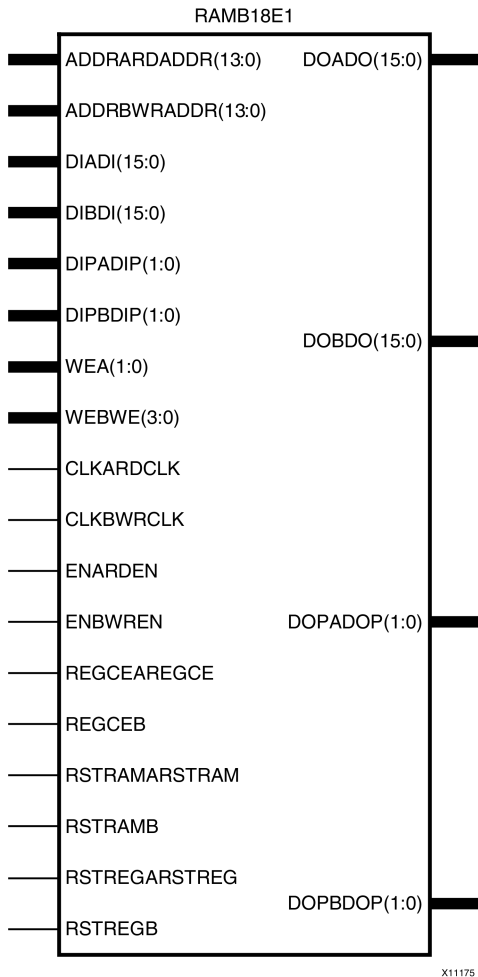 RAMB18E1
ADDRARDADDR(13:0)
DOADO(15:0)
ADDRBWRADDR(13:0)
DIADI(15:0)
DIBDI(15:0)
DIPADIP(1:0)
DIPBDIP(1:0)
DOBDO(15:0)
WEA(1:0)
WEBWE(3:0)
CLKARDCLK
CLKBWRCLK
ENARDEN
ENBWREN
DOPADOP(1:0)
REGCEAREGCE
REGCEB
RSTRAMARSTRAM
RSTRAMB
RSTREGARSTREG
DOPBDOP(1:0)
RSTREGB
X11175